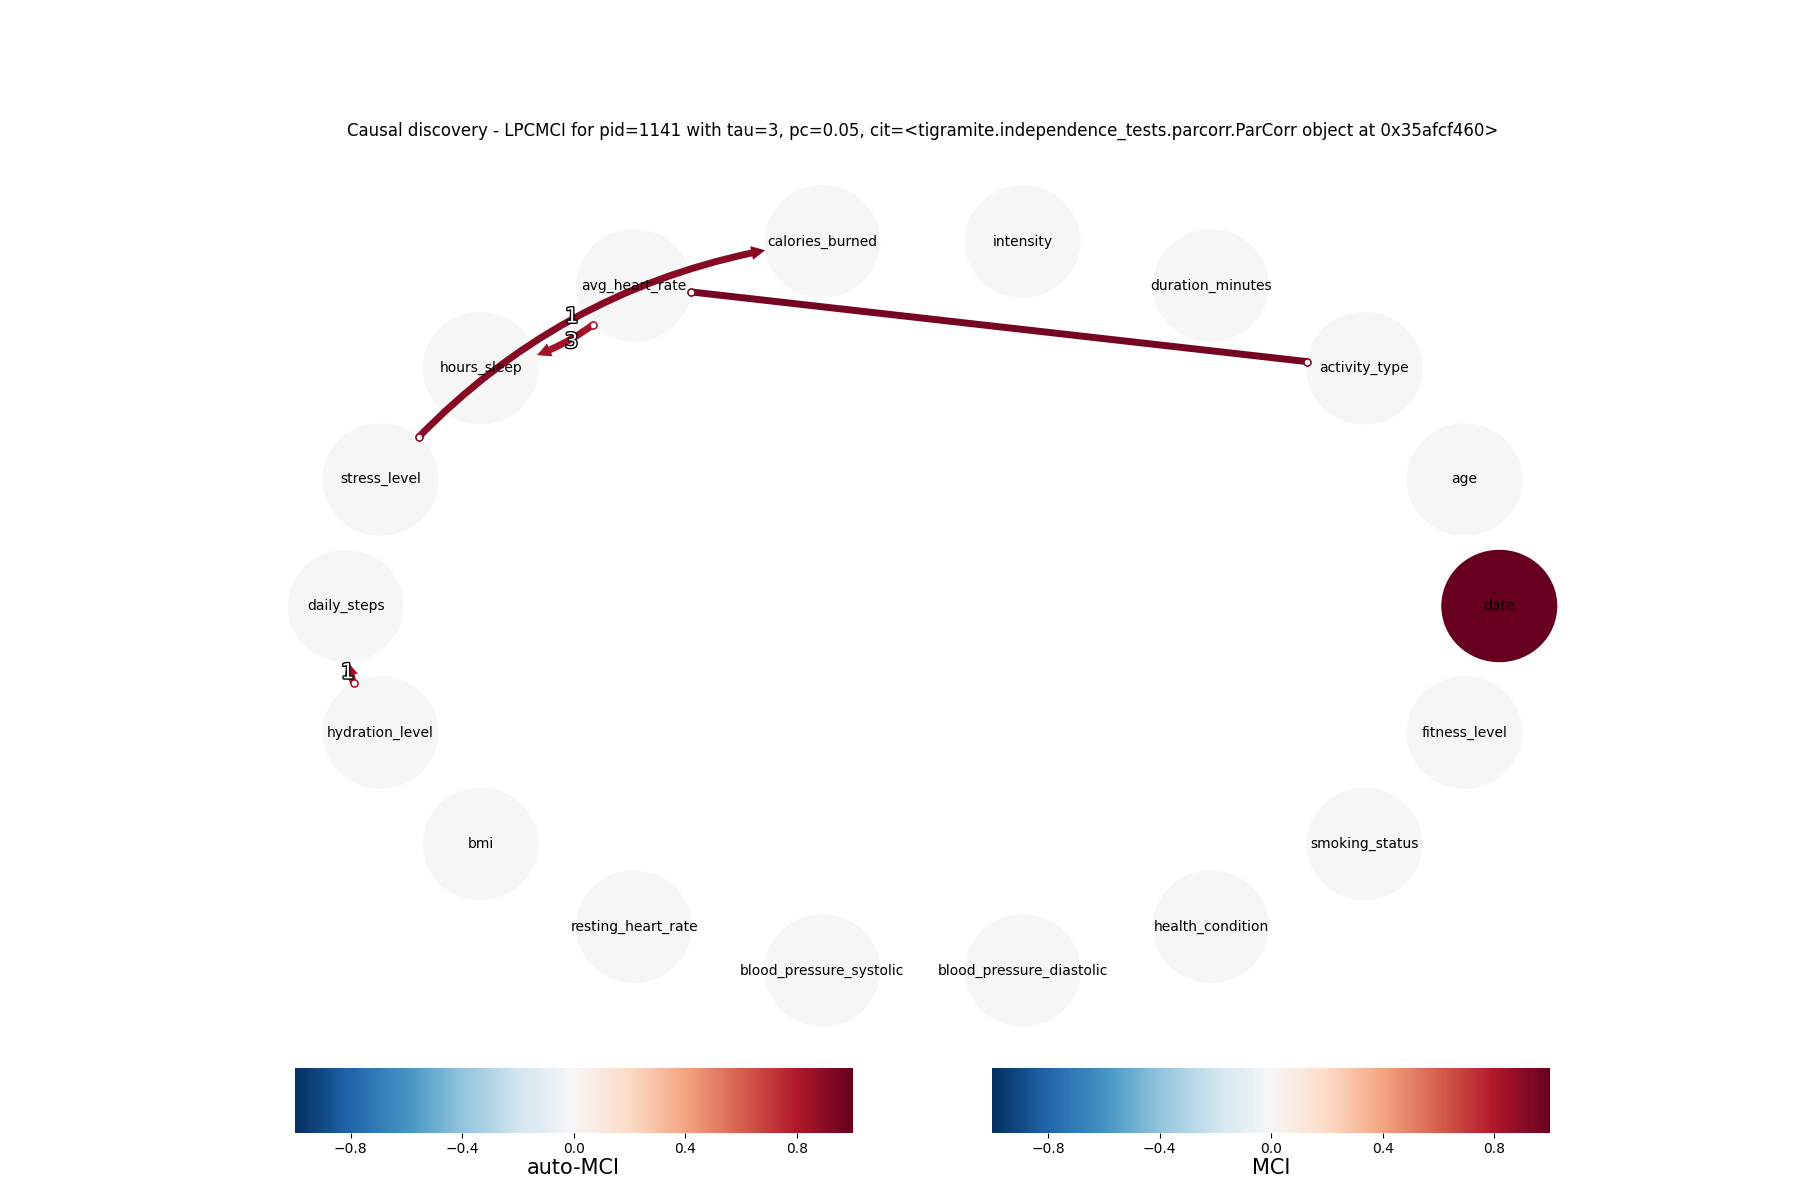 Causal discovery - LPCMCI for pid=1141 with tau=3, pc=0.05, cit=<tigramite.independence_tests.parcorr.ParCorr object at 0x35afcf460>
calories_burned
intensity
avg_heart_rate
duration_minutes
1
3
hours_sleep
activity_type
stress_level
age
daily_steps
date
1
hydration_level
fitness_level
bmi
smoking_status
resting_heart_rate
health_condition
blood_pressure_systolic
blood_pressure_diastolic
−0.8 −0.4 0.0 0.4 0.8
auto-MCI
−0.8 −0.4 0.0 0.4 0.8
MCI